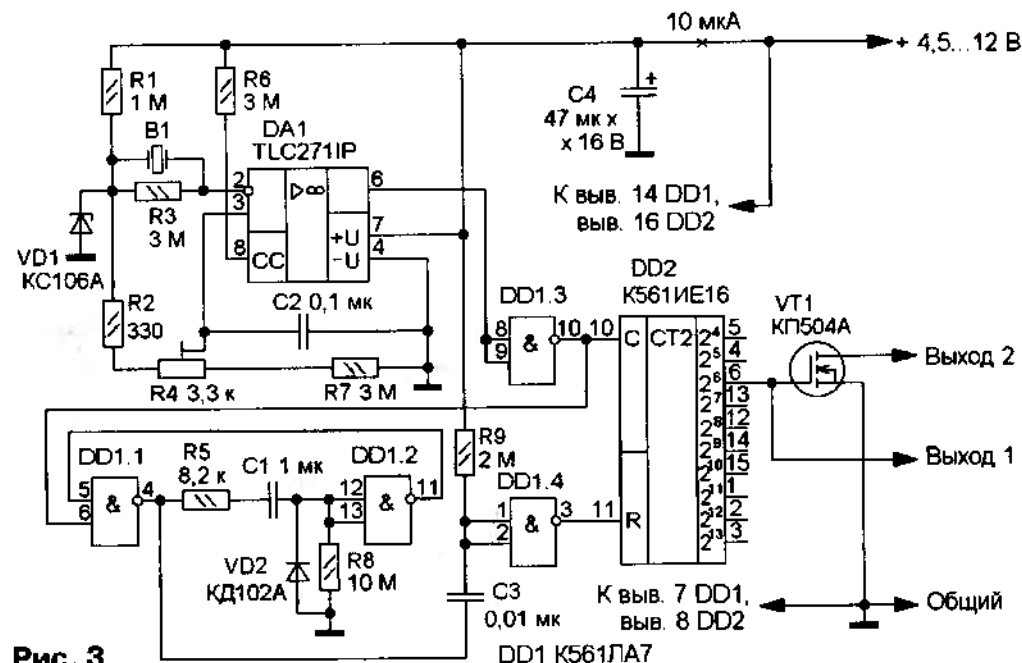 10 мкА
+ 4,5...12 В
R1
1 М
R6
3 М
C4
47 мк х
х 16 В
+
B1
DA1
TLC271IP
2
3
8
▷∞
CC
+U
−U
6
7
4
R3
3 М
К выв. 14 DD1,
выв. 16 DD2
VD1
КС106А
R2
330
C2 0,1 мк
R4 3,3 к
R7 3 М
DD1.3
8
9
&
10
10
DD2
К561ИЕ16
C
CT2
R
11
2⁴
5
2⁵
4
2⁶
6
2⁷
13
2⁸
12
2⁹
14
2¹⁰
15
2¹¹
1
2¹²
2
2¹³
3
VT1
КП504А
Выход 2
Выход 1
R9
2 М
DD1.1
5
6
&
4
R5
8,2 к
C1 1 мк
DD1.2
12
13
&
11
DD1.4
1
2
&
3
VD2
КД102А
R8
10 М
C3
0,01 мк
К выв. 7 DD1,
выв. 8 DD2
Общий
Рис. 3
DD1 К561ЛА7